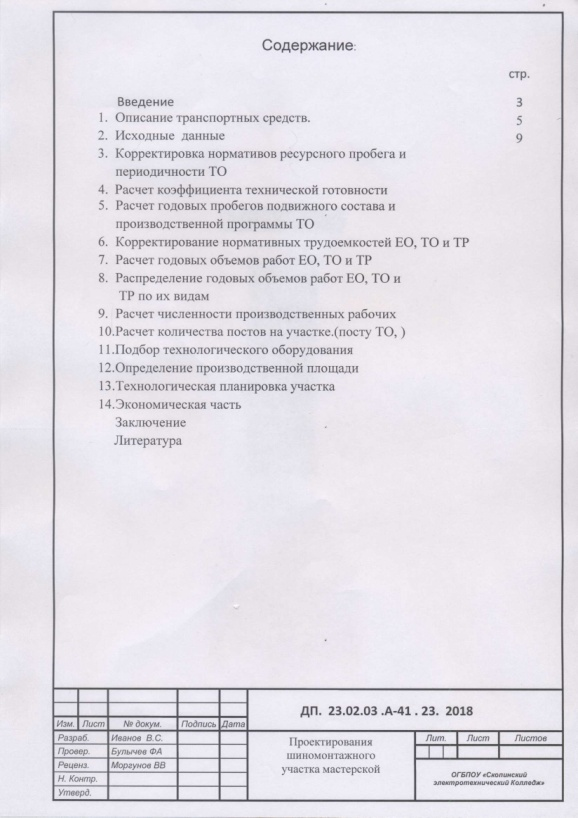 Содержание:
стр.
Введение 3
1. Описание транспортных средств. 5
2. Исходные данные 9
3. Корректировка нормативов ресурсного пробега и
периодичности ТО
4. Расчет коэффициента технической готовности
5. Расчет годовых пробегов подвижного состава и
производственной программы ТО
6. Корректирование нормативных трудоемкостей ЕО, ТО и ТР
7. Расчет годовых объемов работ ЕО, ТО и ТР
8. Распределение годовых объемов работ ЕО, ТО и
ТР по их видам
9. Расчет численности производственных рабочих
10.Расчет количества постов на участке.(посту ТО, )
11.Подбор технологического оборудования
12.Определение производственной площади
13.Технологическая планировка участка
14.Экономическая часть
Заключение
Литература
ДП. 23.02.03 .А-41 . 23. 2018
Изм. Лист № докум. Подпись Дата
Разраб. Иванов В.С.
Провер. Булычев ФА
Реценз. Моргунов ВВ
Н. Контр.
Утверд.
Проектирования
шиномонтажного
участка мастерской
Лит. Лист Листов
ОГБПОУ «Скопинский
электротехнический Колледж»